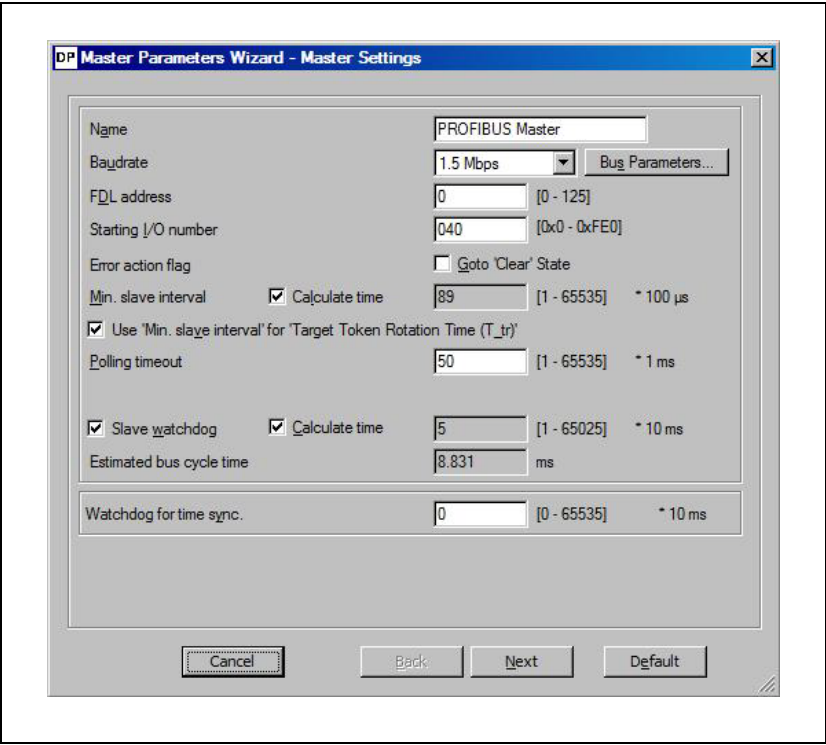 DP Master Parameters Wizard - Master Settings
Name PROFIBUS Master
Baudrate 1.5 Mbps Bus Parameters...
FDL address 0 [0 - 125]
Starting I/O number 040 [0x0 - 0xFE0]
Error action flag Goto 'Clear' State
Min. slave interval Calculate time 89 [1 - 65535] * 100 µs
Use 'Min. slave interval' for 'Target Token Rotation Time (T_tr)'
Polling timeout 50 [1 - 65535] * 1 ms
Slave watchdog Calculate time 5 [1 - 65025] * 10 ms
Estimated bus cycle time 8.831 ms
Watchdog for time sync. 0 [0 - 65535] * 10 ms
Cancel Back Next Default